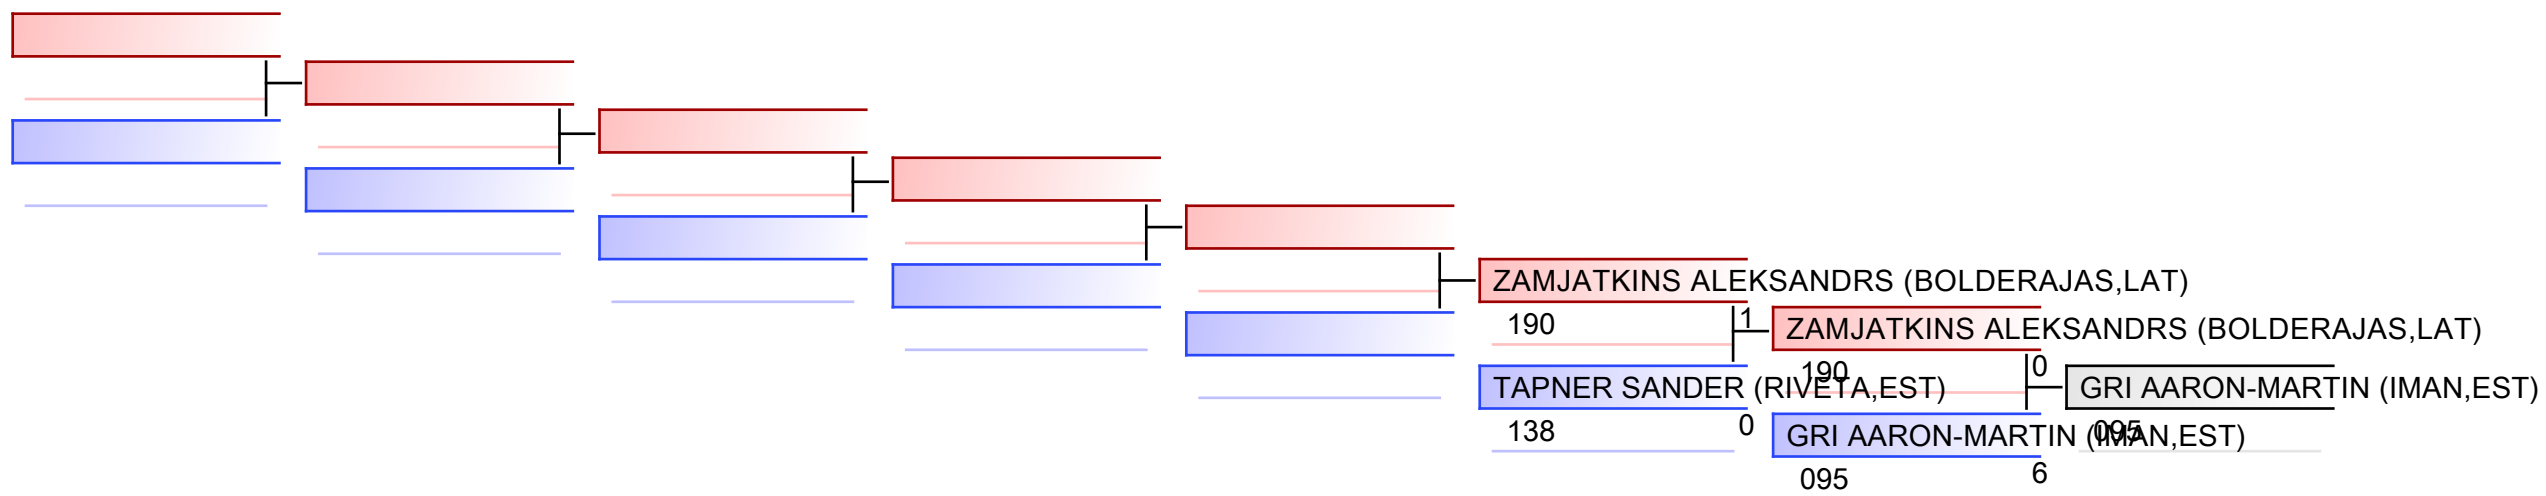 ZAMJATKINS ALEKSANDRS (BOLDERAJAS,LAT)
190
1
ZAMJATKINS ALEKSANDRS (BOLDERAJAS,LAT)
190
0
TAPNER SANDER (RIVETA,EST)
GRI AARON-MARTIN (IMAN,EST)
138
0
GRI AARON-MARTIN (IMAN,EST)
095
095
6